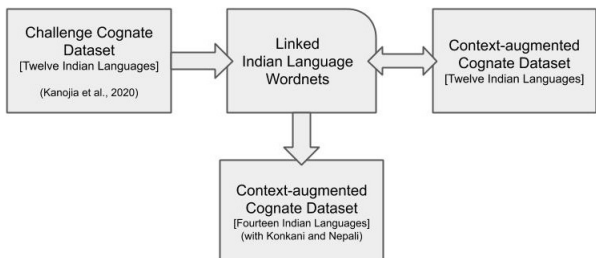 Challenge Cognate
Dataset
[Twelve Indian Languages]
(Kanojia et al., 2020)
Linked
Indian Language
Wordnets
Context-augmented
Cognate Dataset
[Twelve Indian Languages]
Context-augmented
Cognate Dataset
[Fourteen Indian Languages]
(with Konkani and Nepali)